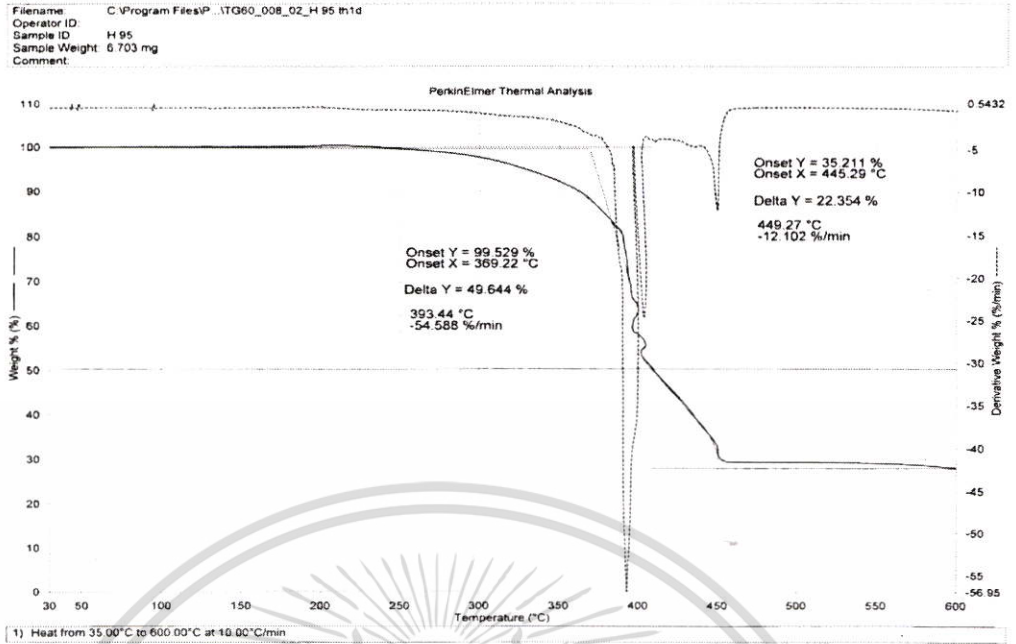 Filename: C:\Program Files\P...\TG60_008_02_H 95 th1d
Operator ID:
Sample ID H 95
Sample Weight: 6.703 mg
Comment:
PerkinElmer Thermal Analysis
110
100
90
80
70
60
50
40
30
20
10
0
Weight % (%)
Onset Y = 99.529 %
Onset X = 369.22 °C
Delta Y = 49.644 %
393.44 °C
-54.588 %/min
Onset Y = 35.211 %
Onset X = 445.29 °C
Delta Y = 22.354 %
449.27 °C
-12.102 %/min
0.5432
-5
-10
-15
-20
-25
-30
-35
-40
-45
-50
-55
-56.95
Derivative Weight % (%/min)
30 50 100 150 200 250 300 350 400 450 500 550 600
Temperature (°C)
1) Heat from 35.00°C to 600.00°C at 10.00°C/min